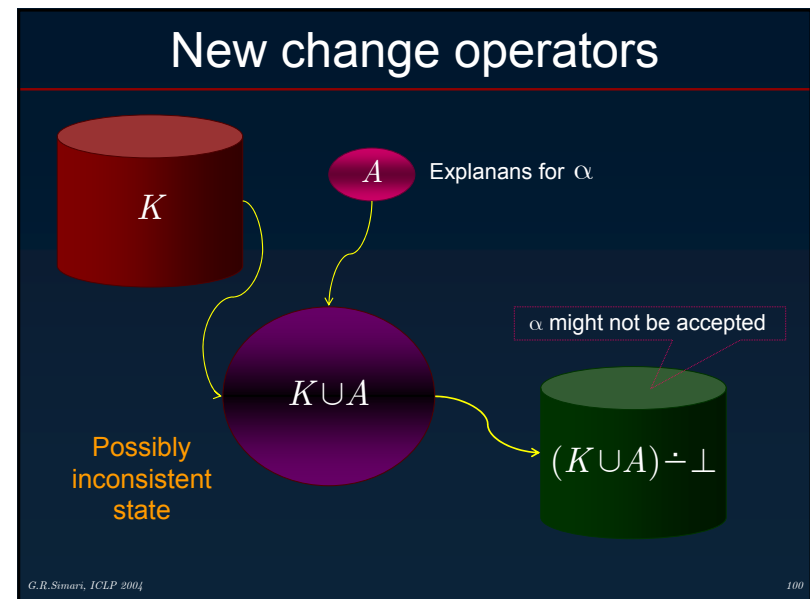 New change operators
K
A
Explanans for α
α might not be accepted
K∪A
(K∪A)∸⊥
Possibly
inconsistent
state
G.R.Simari, ICLP 2004
100